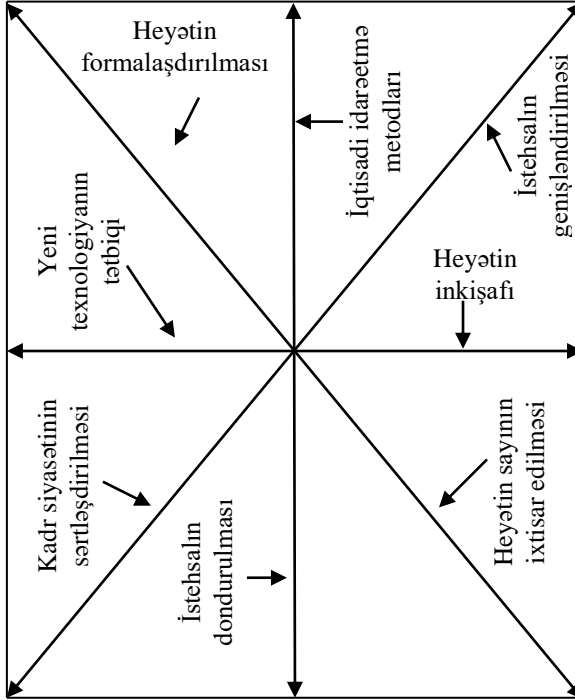 Heyətin
formalaşdırılması
İqtisadi idarəetmə
metodları
İstehsalın
genişləndirilməsi
Yeni
texnologiyanın
tətbiqi
Heyətin
inkişafı
Kadr siyasətinin
sərtləşdirilməsi
İstehsalın
dondurulması
Heyətin sayının
ixtisar edilməsi